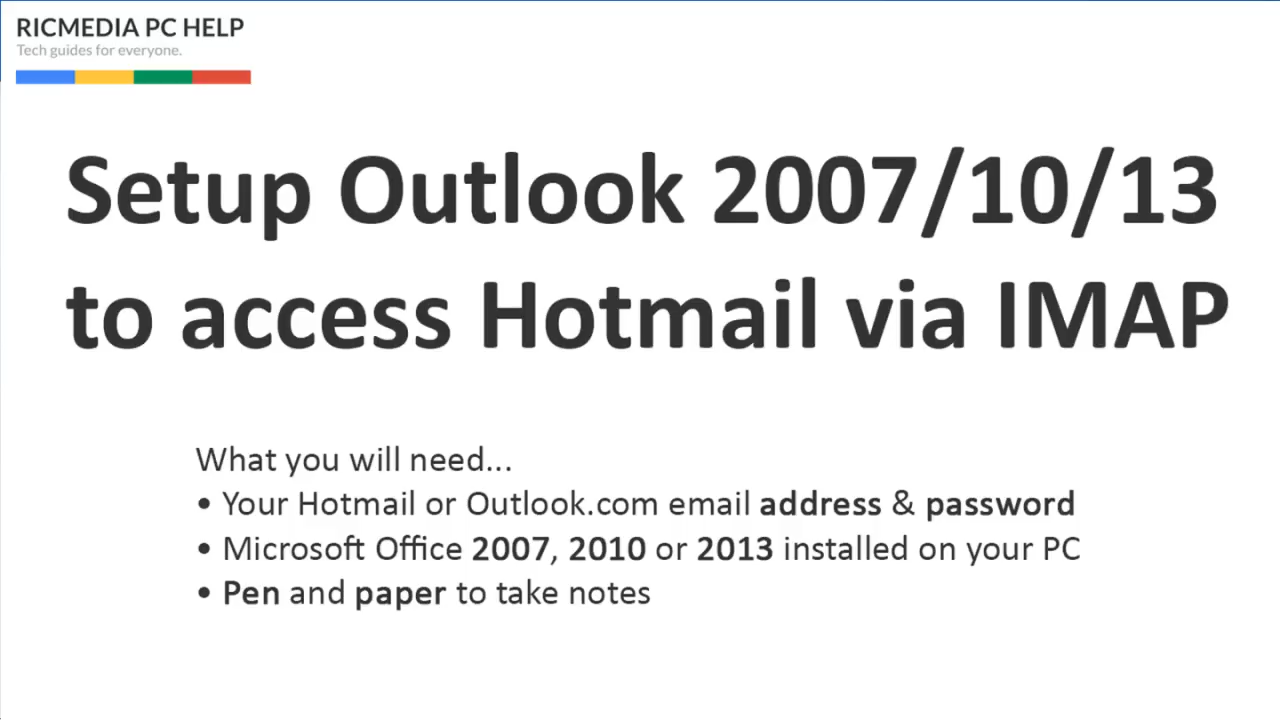 RICMEDIA PC HELP
Tech guides for everyone.
Setup Outlook 2007/10/13
to access Hotmail via IMAP
What you will need...
• Your Hotmail or Outlook.com email address & password
• Microsoft Office 2007, 2010 or 2013 installed on your PC
• Pen and paper to take notes